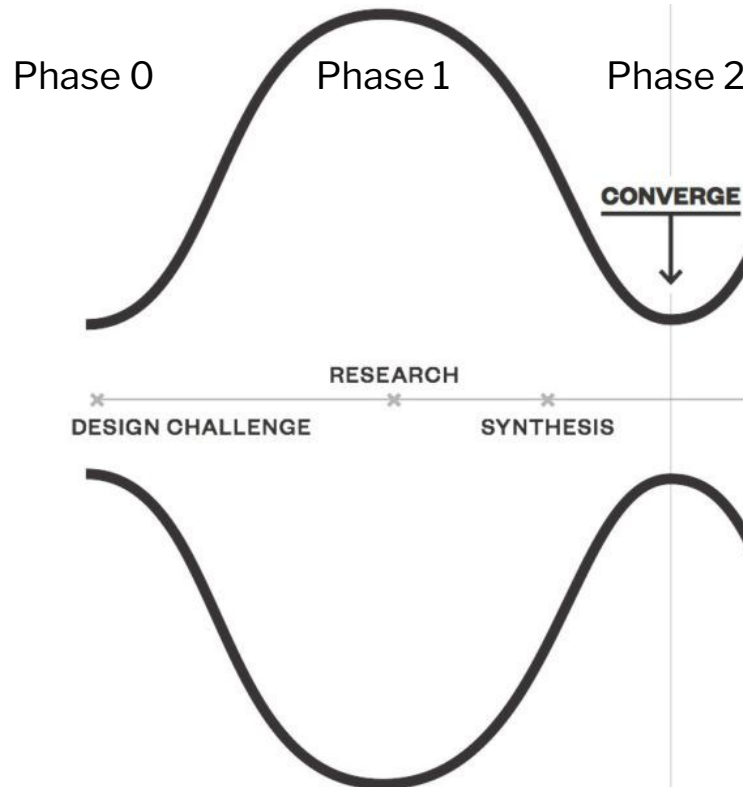 Phase 0
Phase 1
Phase 2
CONVERGE
RESEARCH
DESIGN CHALLENGE
SYNTHESIS